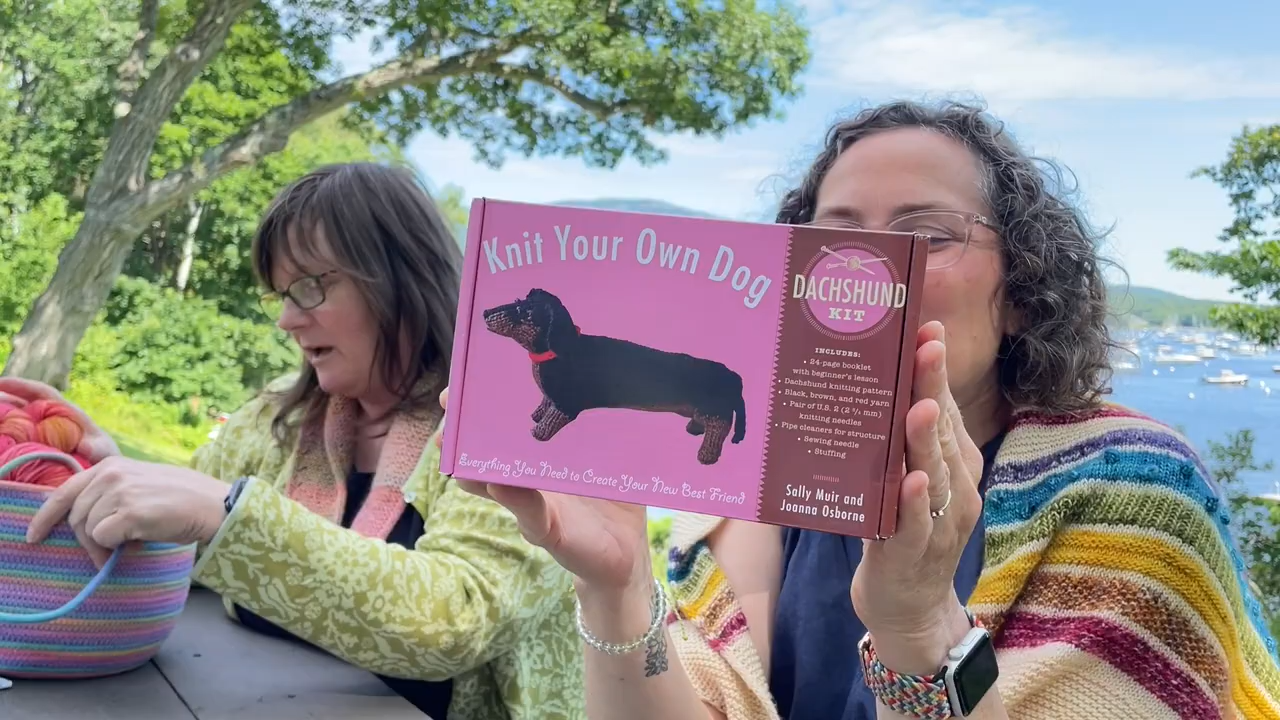 Knit Your Own Dog
DACHSHUND
KIT
INCLUDES:
• 24-page booklet
with beginner's lesson
• Dachshund knitting pattern
• Black, brown, and red yarn
• Pair of U.S. 2 (2 3/4 mm)
knitting needles
• Pipe cleaners for structure
• Sewing needle
• Stuffing
Everything You Need to Create Your New Best Friend
Sally Muir and
Joanna Osborne